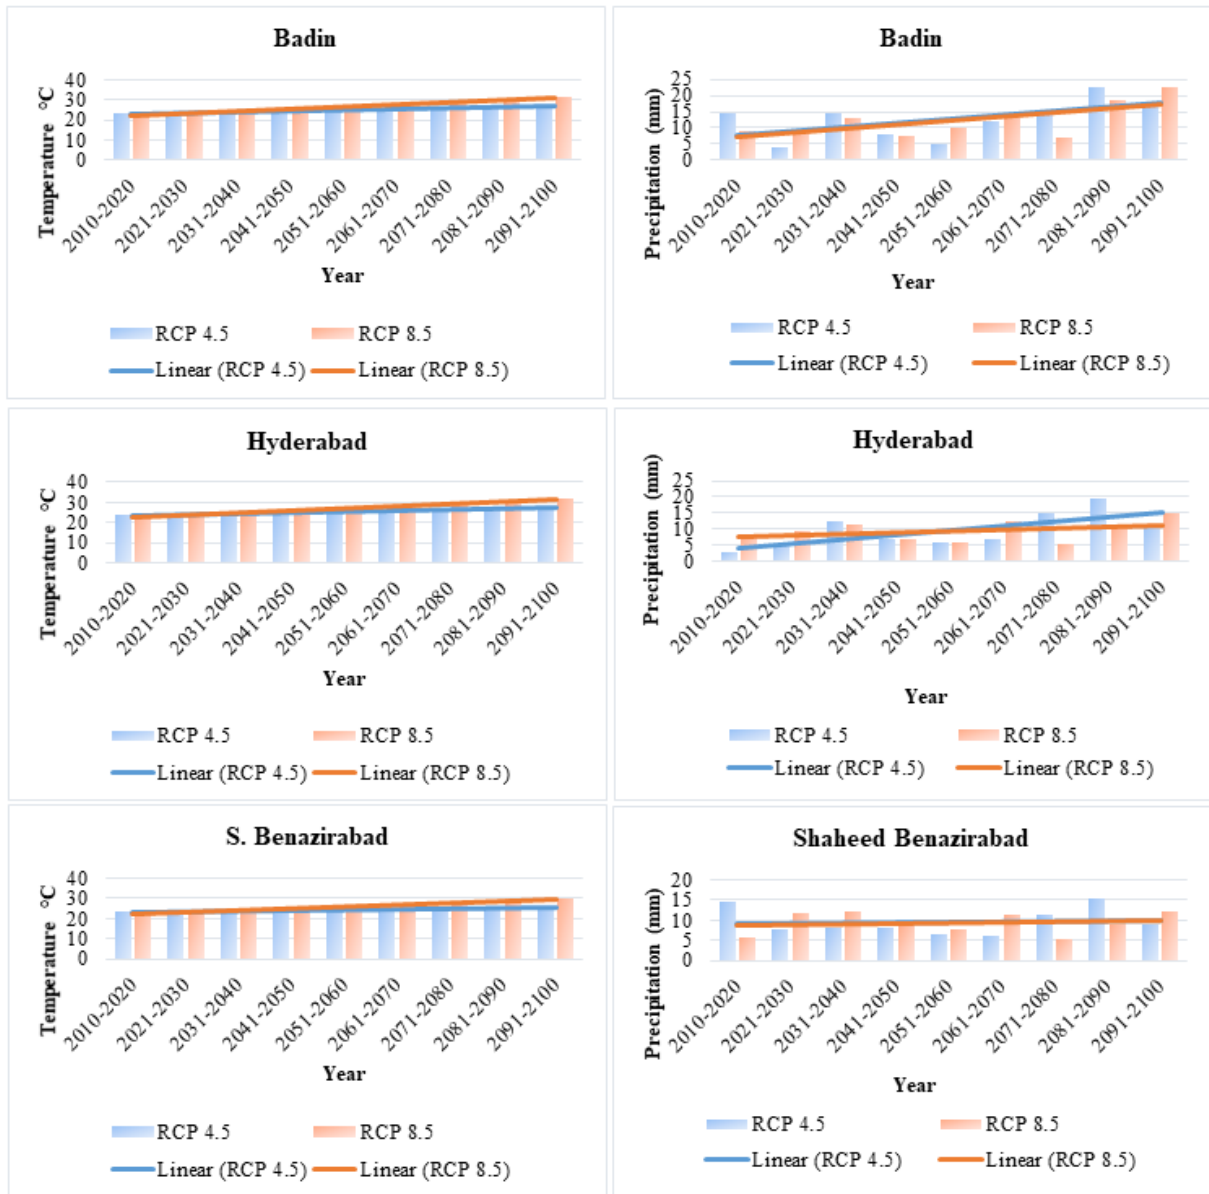 Badin
Temperature °C
40
30
20
10
0
2010-2020
2021-2030
2031-2040
2041-2050
2051-2060
2061-2070
2071-2080
2081-2090
2091-2100
Year
RCP 4.5
RCP 8.5
Linear (RCP 4.5)
Linear (RCP 8.5)
Badin
Precipitation (mm)
25
20
15
10
5
0
2010-2020
2021-2030
2031-2040
2041-2050
2051-2060
2061-2070
2071-2080
2081-2090
2091-2100
Year
RCP 4.5
RCP 8.5
Linear (RCP 4.5)
Linear (RCP 8.5)
Hyderabad
Temperature °C
40
30
20
10
0
2010-2020
2021-2030
2031-2040
2041-2050
2051-2060
2061-2070
2071-2080
2081-2090
2091-2100
Year
RCP 4.5
RCP 8.5
Linear (RCP 4.5)
Linear (RCP 8.5)
Hyderabad
Precipitation (mm)
25
20
15
10
5
0
2010-2020
2021-2030
2031-2040
2041-2050
2051-2060
2061-2070
2071-2080
2081-2090
2091-2100
Year
RCP 4.5
RCP 8.5
Linear (RCP 4.5)
Linear (RCP 8.5)
S. Benazirabad
Temperature °C
40
30
20
10
0
2010-2020
2021-2030
2031-2040
2041-2050
2051-2060
2061-2070
2071-2080
2081-2090
2091-2100
Year
RCP 4.5
RCP 8.5
Linear (RCP 4.5)
Linear (RCP 8.5)
Shaheed Benazirabad
Precipitation (mm)
20
15
10
5
0
2010-2020
2021-2030
2031-2040
2041-2050
2051-2060
2061-2070
2071-2080
2081-2090
2091-2100
Year
RCP 4.5
RCP 8.5
Linear (RCP 4.5)
Linear (RCP 8.5)